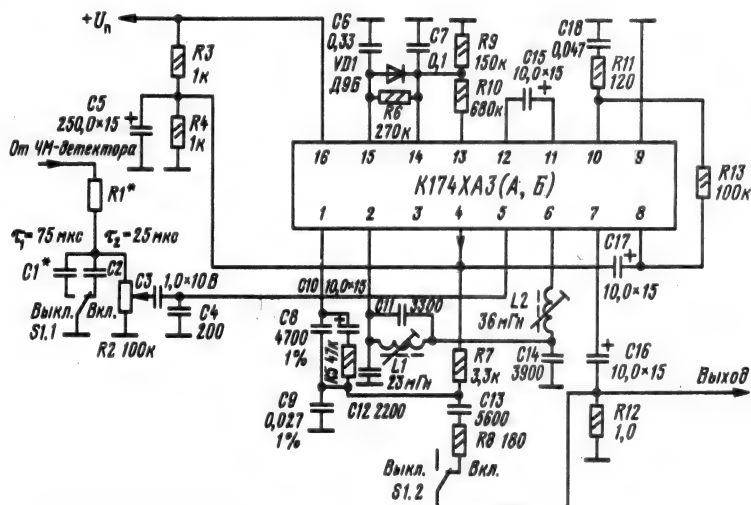 +Uп
R3
1к
C5
250,0×15
+
R4
1к
От ЧМ-детектора
R1*
τ1 = 75 мкс
τ2 = 25 мкс
C1*
C2
C3
1,0×10В
Выкл.
Вкл.
S1.1
R2 100к
C4
200
C6
0,33
VD1
Д9Б
C7
0,1
R6
270к
R9
150к
R10
680к
C15
10,0×15
+
C18
0,047
R11
120
R13
100к
16 15 14 13 12 11 10 9
К174ХА3(А, Б)
1 2 3 4 5 6 7 8
C17
+
10,0×15
C10 10,0×15
+
C8
4700
1%
R5 47к
C11 3300
L1
23мГн
L2
36мГн
C9
0,027
1%
C12 2200
R7
3,3к
C14
3900
C13
5600
R8 180
Выкл.
Вкл.
S1.2
+
C16
10,0×15
Выход
R12
1,0